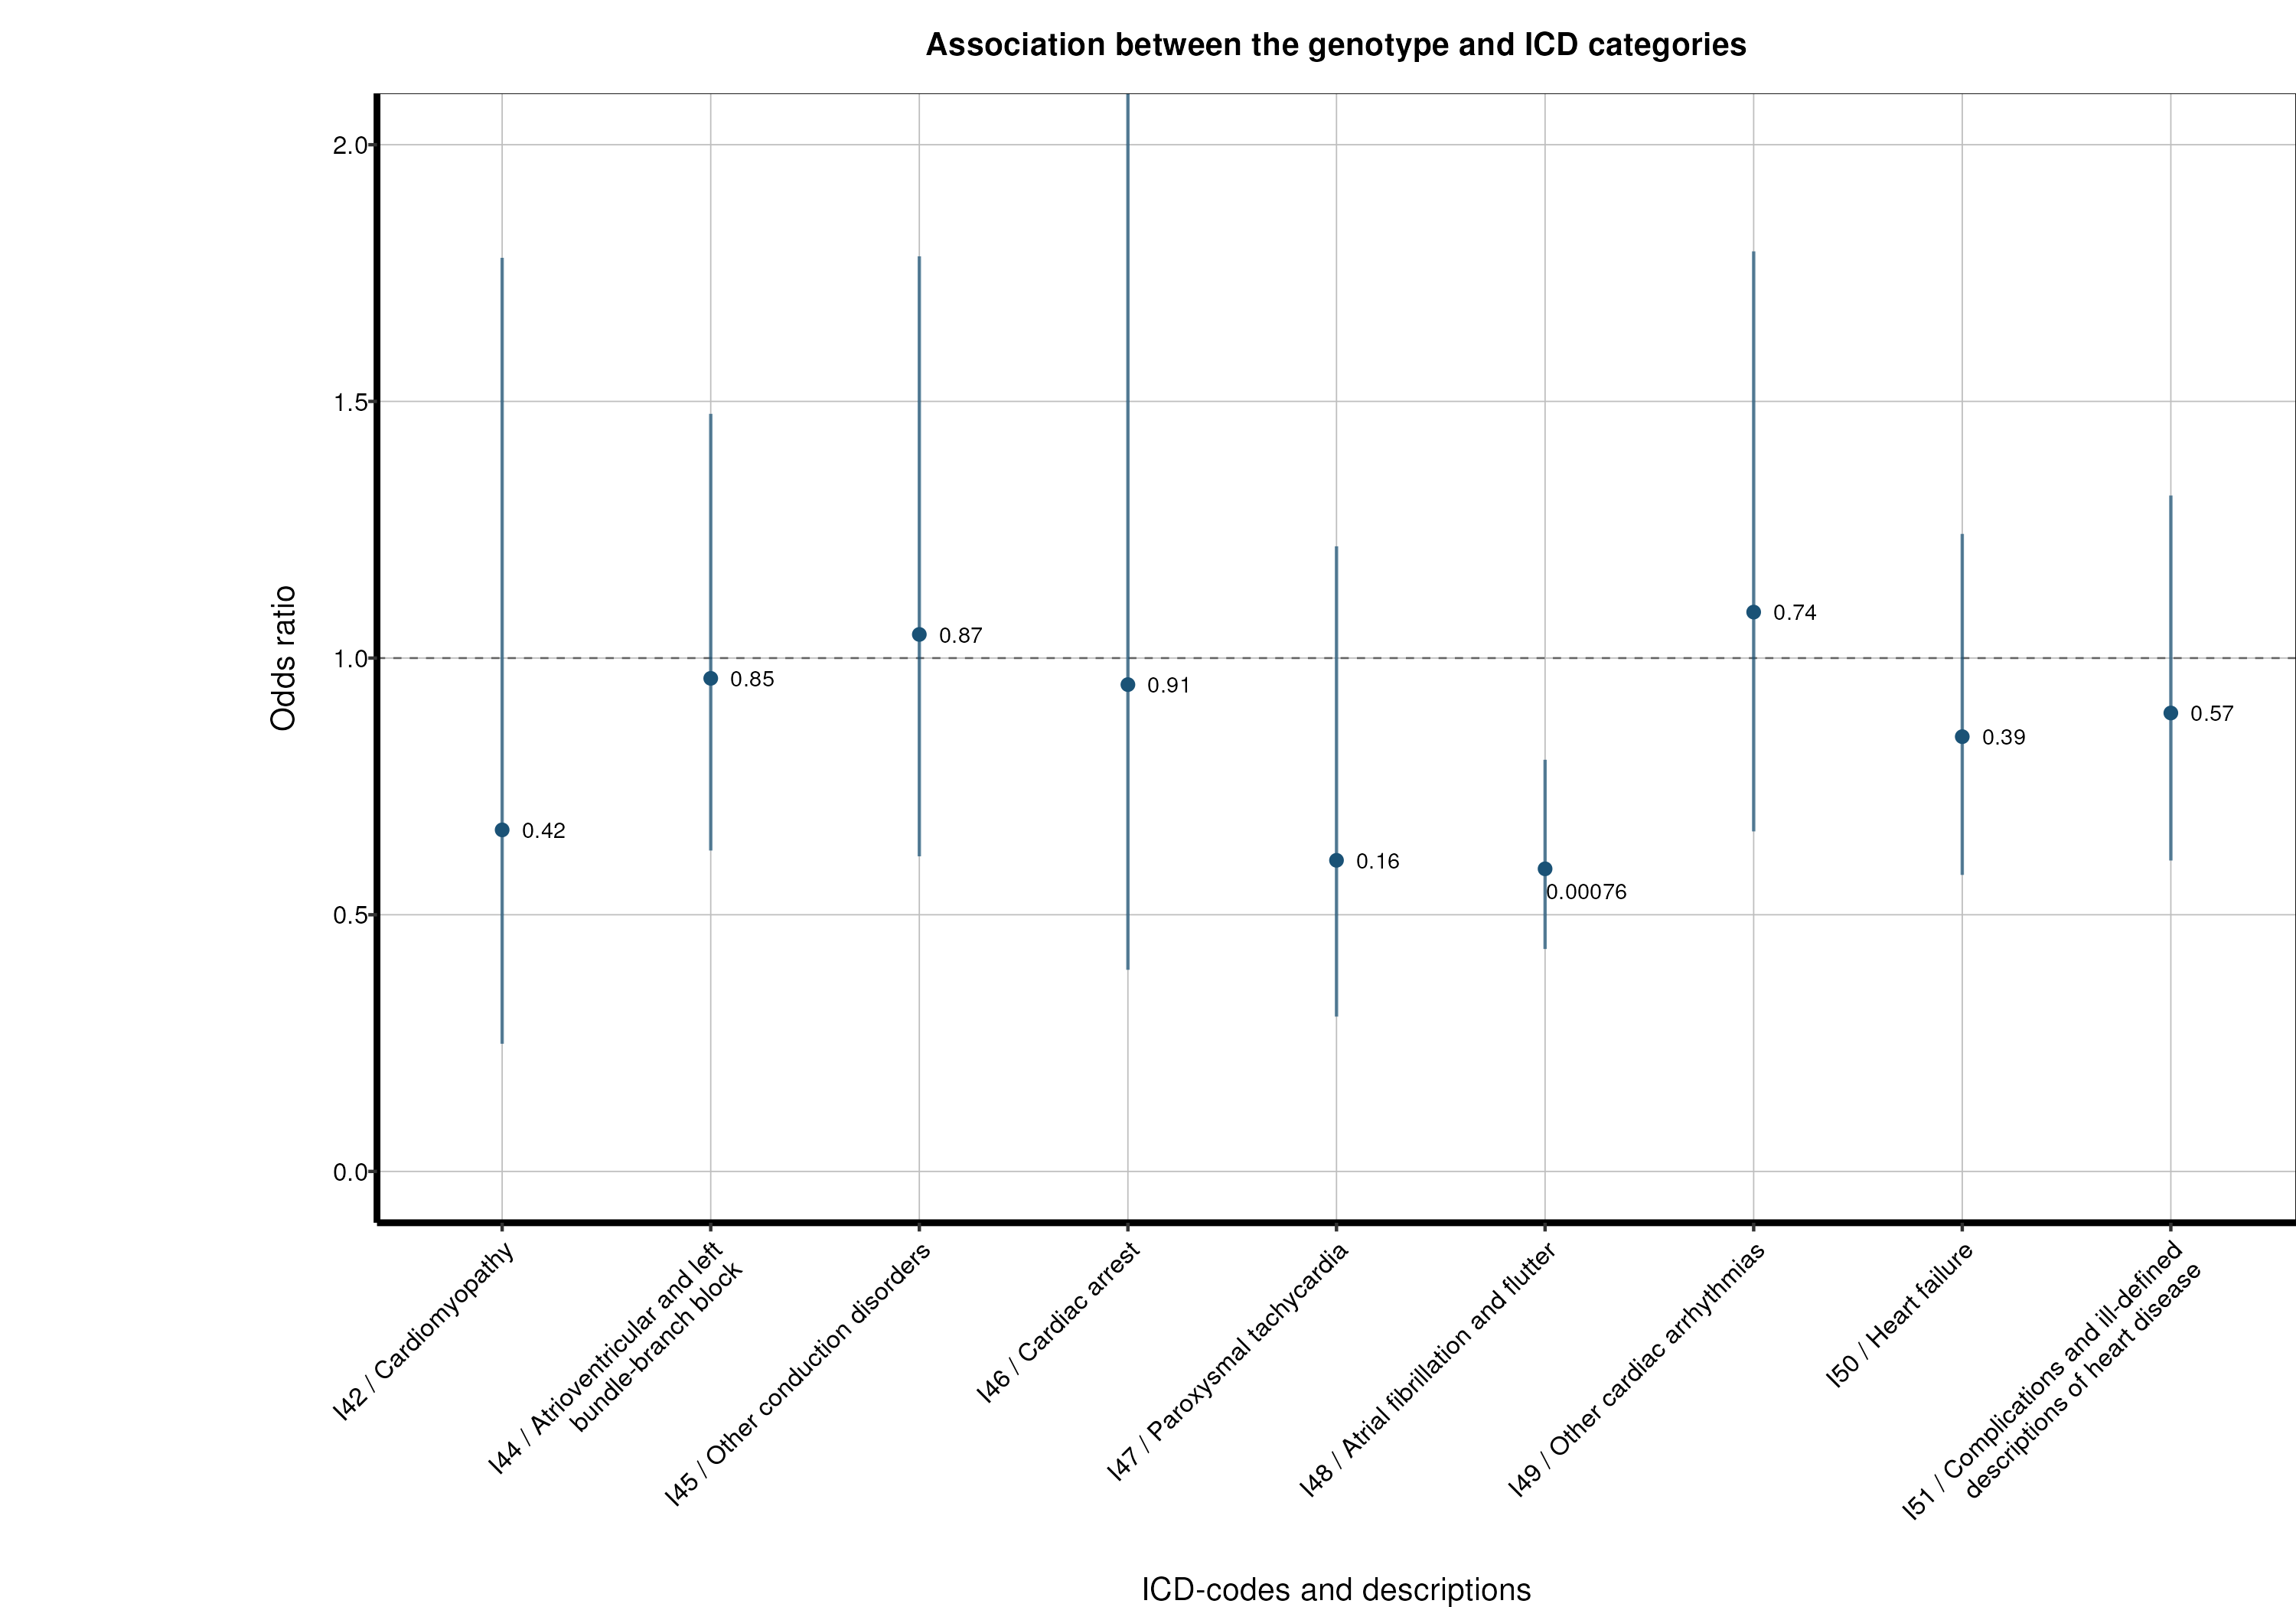 Association between the genotype and ICD categories
Odds ratio
2.0
1.5
1.0
0.5
0.0
0.42
0.85
0.87
0.91
0.16
0.00076
0.74
0.39
0.57
I42 / Cardiomyopathy
I44 / Atrioventricular and left
bundle-branch block
I45 / Other conduction disorders
I46 / Cardiac arrest
I47 / Paroxysmal tachycardia
I48 / Atrial fibrillation and flutter
I49 / Other cardiac arrhythmias
I50 / Heart failure
I51 / Complications and ill-defined
descriptions of heart disease
ICD-codes and descriptions